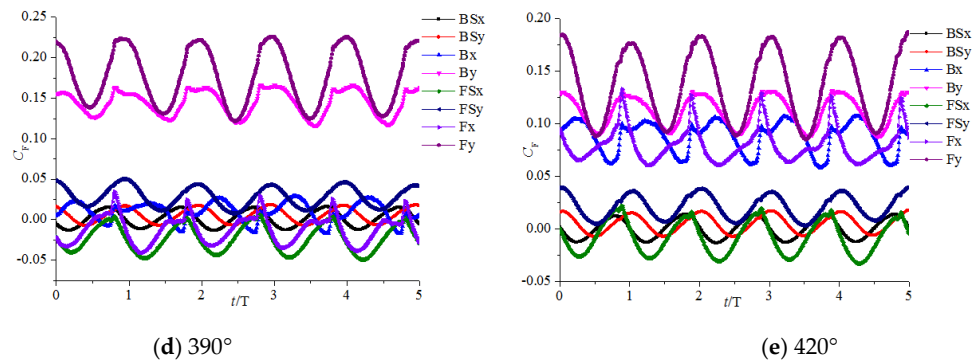 0.25
0.20
0.15
0.10
0.05
0.00
-0.05
C_F
0 1 2 3 4 5
t/T
BSx
BSy
Bx
By
FSx
FSy
Fx
Fy
(d) 390°
0.20
0.15
0.10
0.05
0.00
-0.05
C_F
0 1 2 3 4 5
t/T
BSx
BSy
Bx
By
FSx
FSy
Fx
Fy
(e) 420°